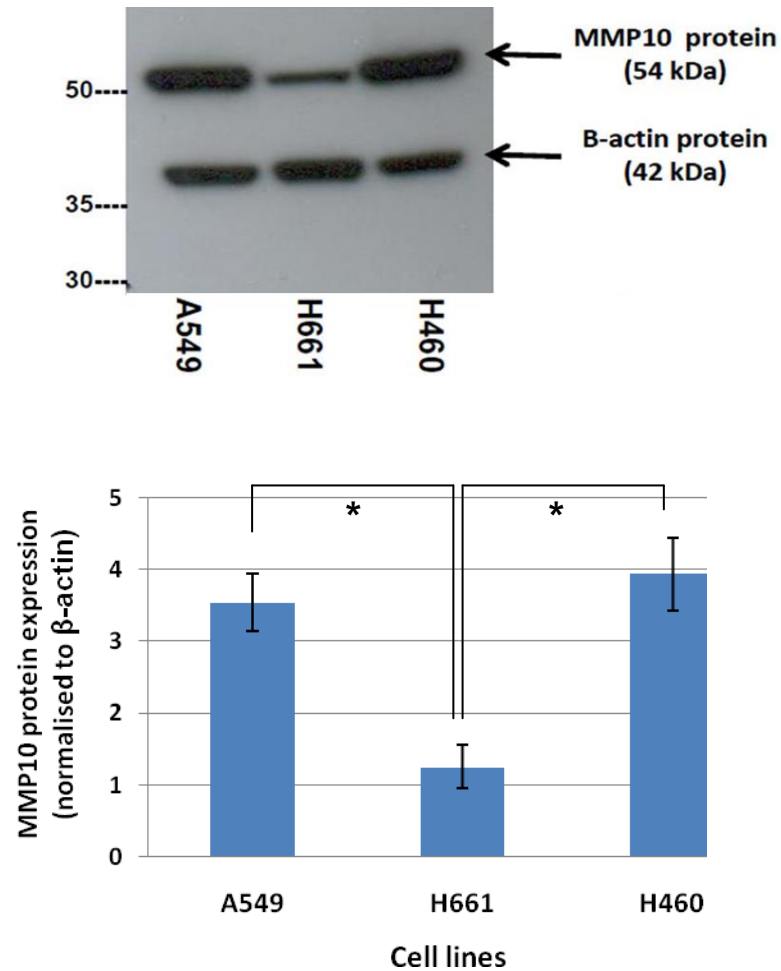 MMP10 protein
(54 kDa)
50----
B-actin protein
(42 kDa)
35----
30----
A549
H661
H460
MMP10 protein expression
(normalised to β-actin)
5
*
*
4
3
2
1
0
A549 H661 H460
Cell lines